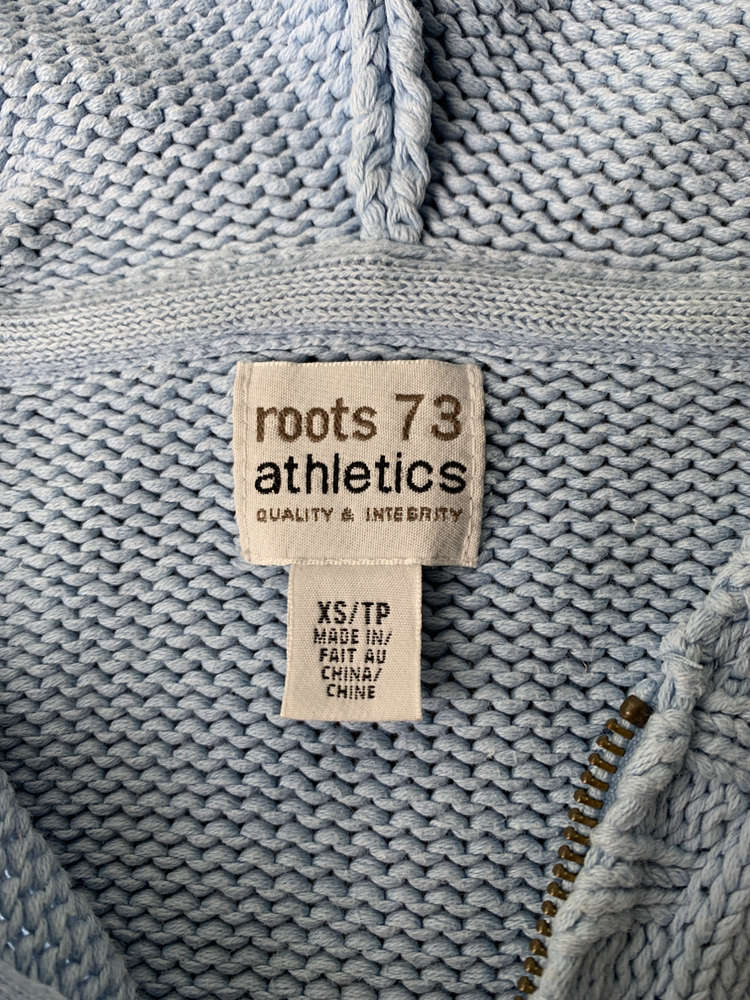 roots 73
athletics
QUALITY & INTEGRITY
XS/TP
MADE IN/
FAIT AU
CHINA/
CHINE